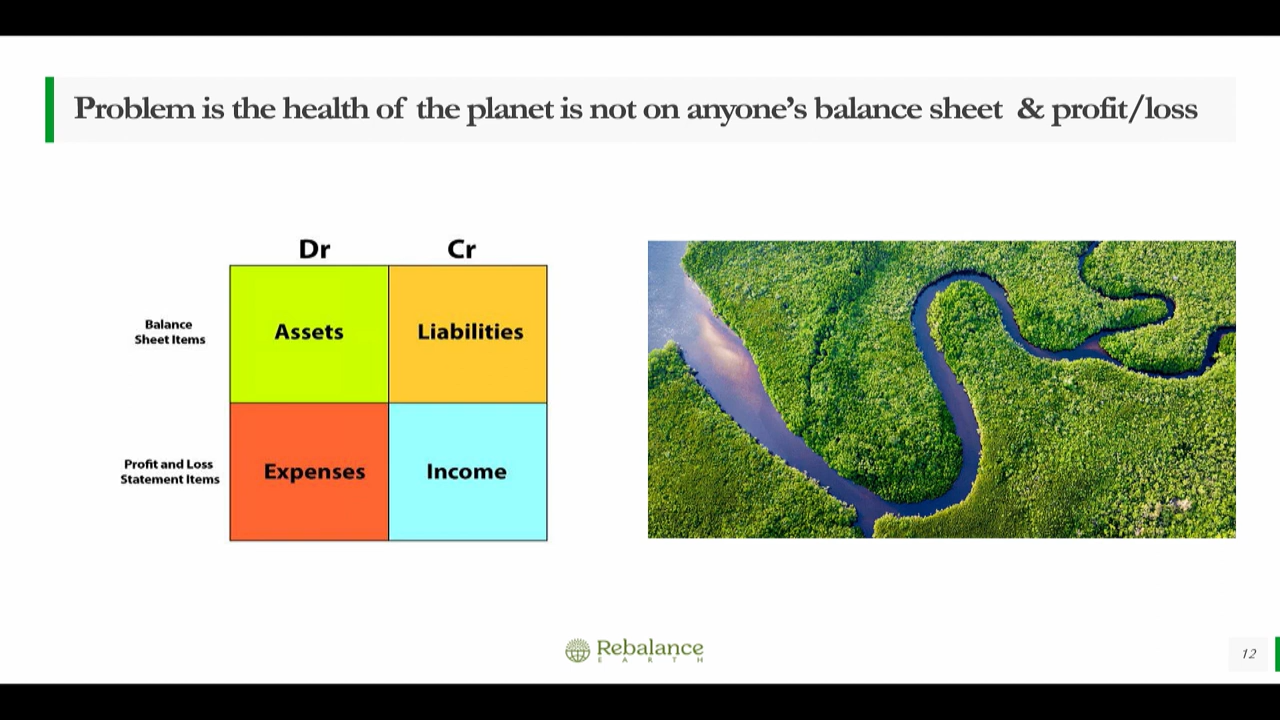 Problem is the health of the planet is not on anyone's balance sheet & profit/loss
Dr
Cr
Balance
Sheet Items
Assets
Liabilities
Profit and Loss
Statement Items
Expenses
Income
Rebalance
EARTH
12